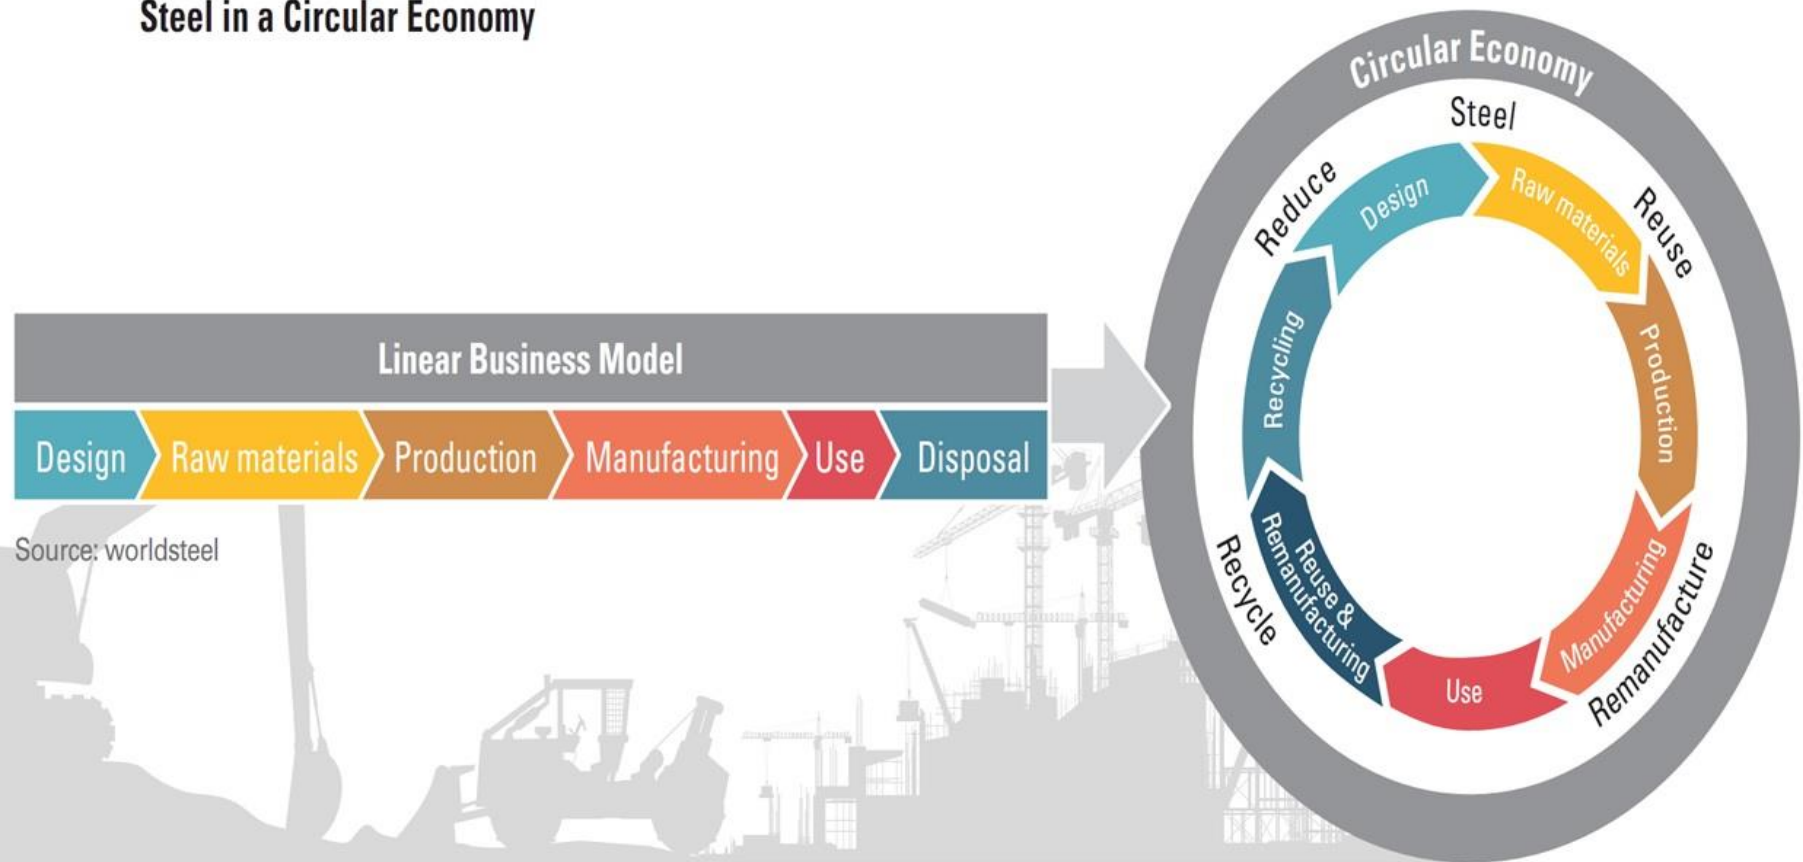 Steel in a Circular Economy
Linear Business Model
Design
Raw materials
Production
Manufacturing
Use
Disposal
Source: worldsteel
Circular Economy
Steel
Reduce
Reuse
Remanufacture
Recycle
Design
Raw materials
Production
Manufacturing
Use
Reuse &
Remanufacturing
Recycling